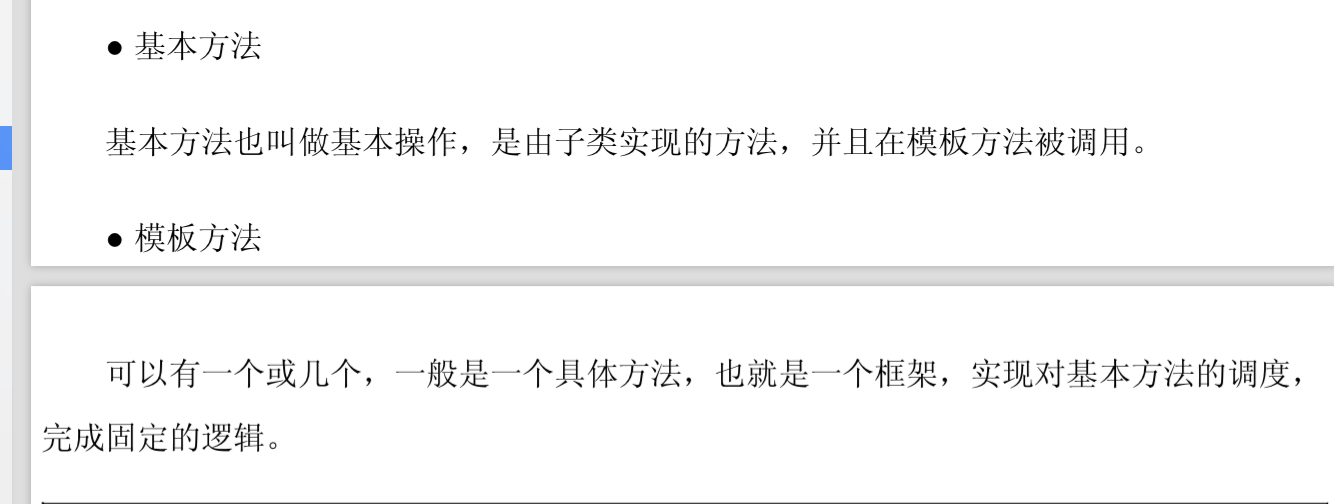 ● 基本方法
基本方法也叫做基本操作，是由子类实现的方法，并且在模板方法被调用。
● 模板方法
可以有一个或几个，一般是一个具体方法，也就是一个框架，实现对基本方法的调度，
完成固定的逻辑。